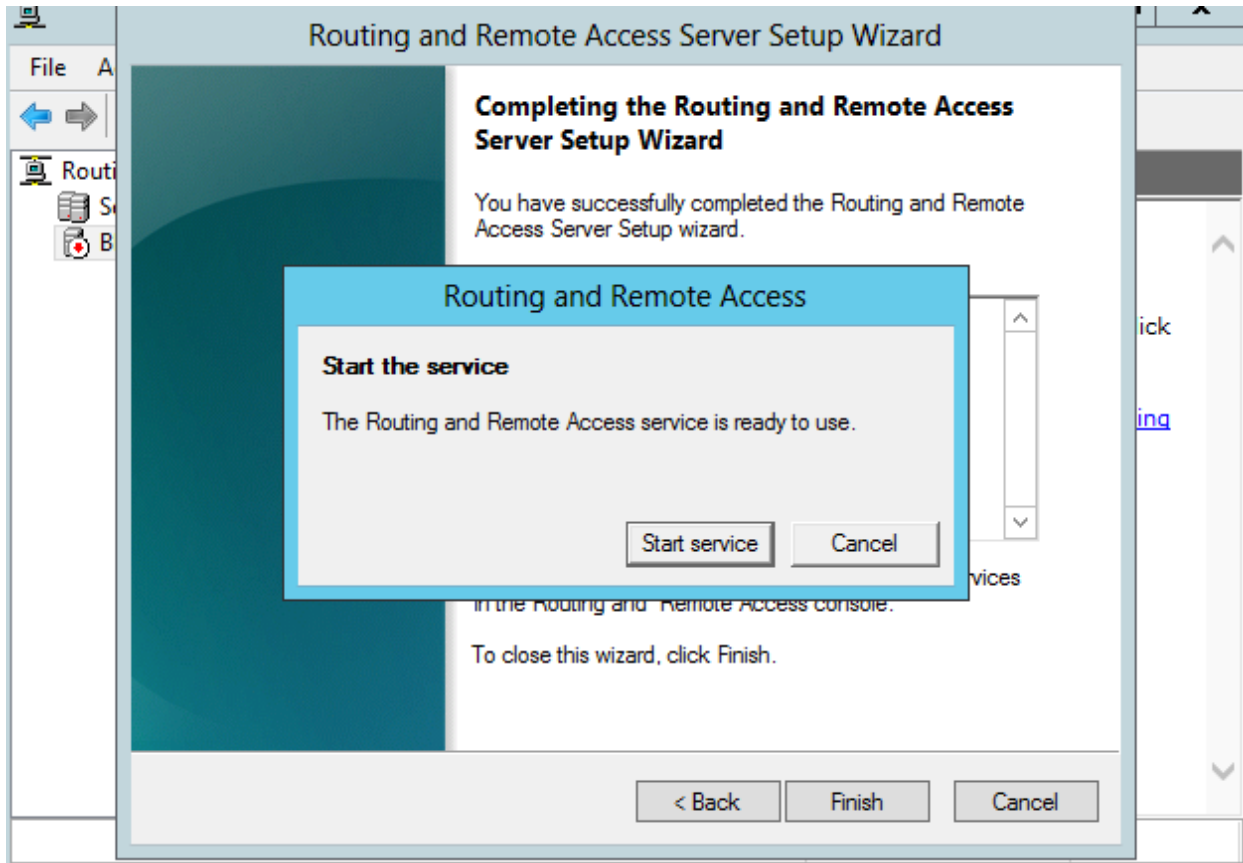 Routing and Remote Access Server Setup Wizard
File
Completing the Routing and Remote Access
Server Setup Wizard
You have successfully completed the Routing and Remote
Access Server Setup wizard.
Routing and Remote Access
Start the service
The Routing and Remote Access service is ready to use.
Start service
Cancel
in the Routing and Remote Access console.
To close this wizard, click Finish.
< Back
Finish
Cancel